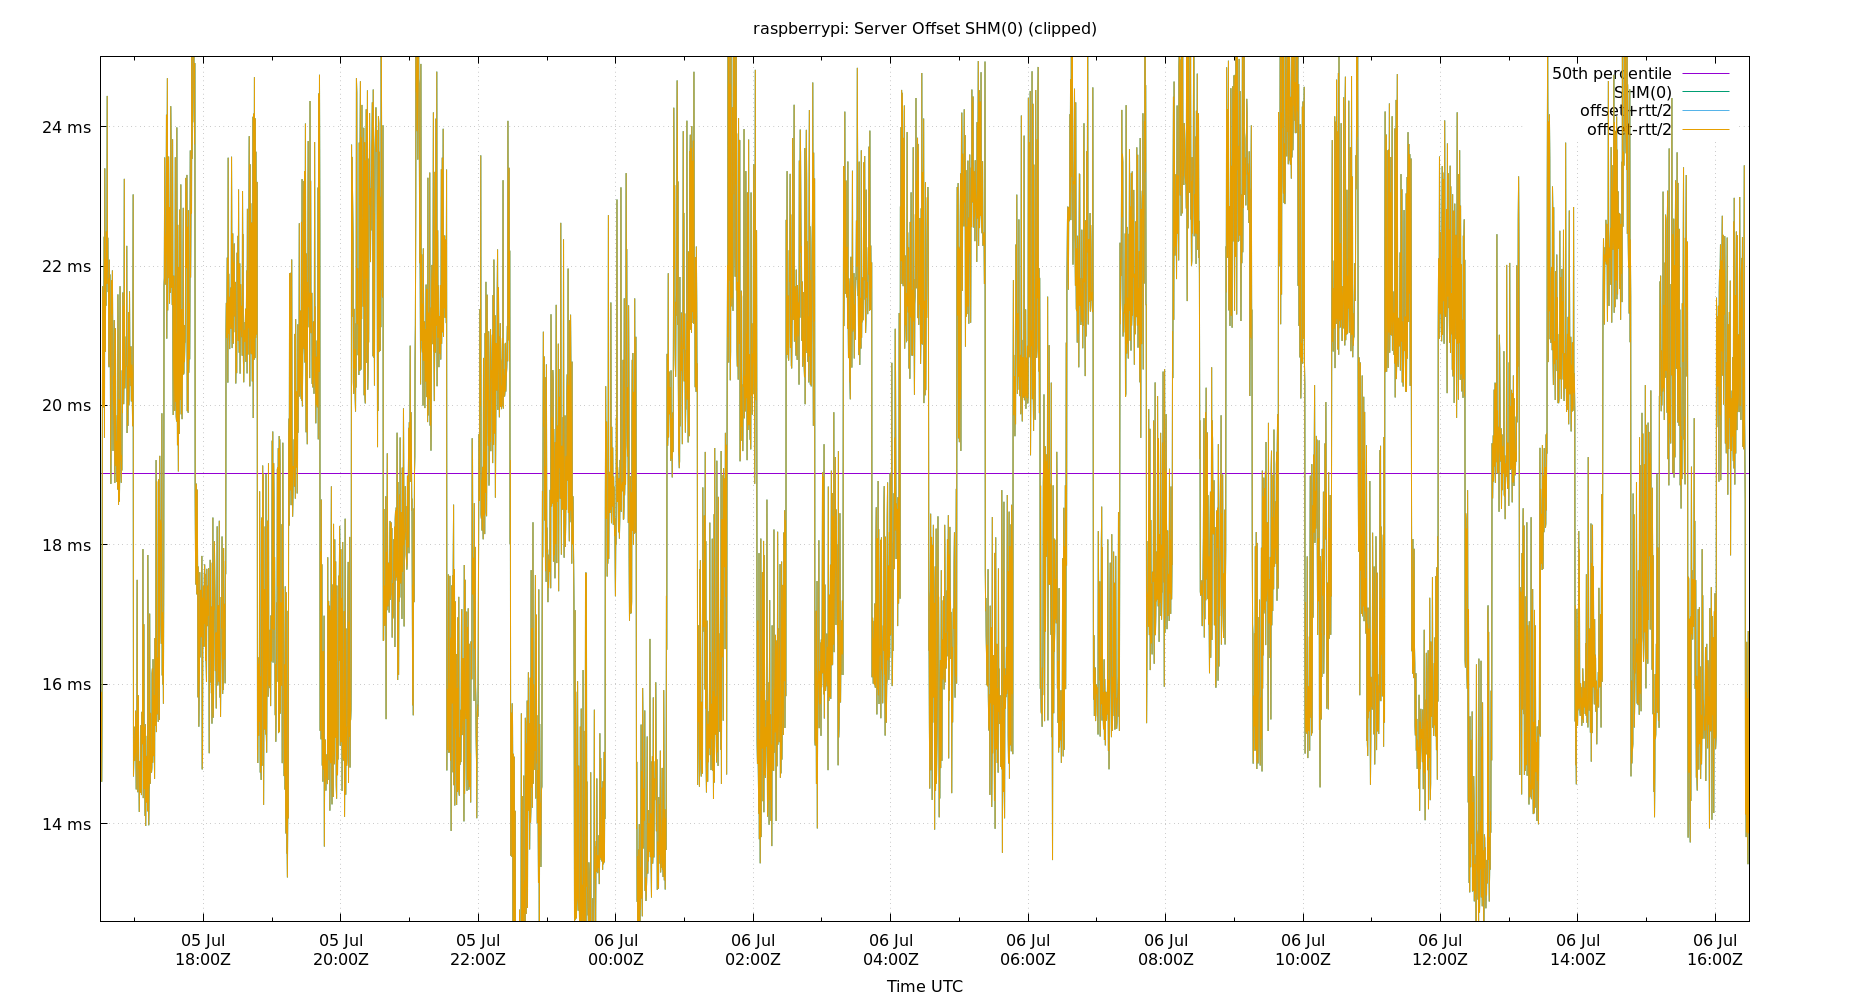 raspberrypi: Server Offset SHM(0) (clipped)
50th percentile
SHM(0)
offset+rtt/2
offset-rtt/2
24 ms
22 ms
20 ms
18 ms
16 ms
14 ms
05 Jul 05 Jul 05 Jul 06 Jul 06 Jul 06 Jul 06 Jul 06 Jul 06 Jul 06 Jul 06 Jul 06 Jul
18:00Z 20:00Z 22:00Z 00:00Z 02:00Z 04:00Z 06:00Z 08:00Z 10:00Z 12:00Z 14:00Z 16:00Z
Time UTC